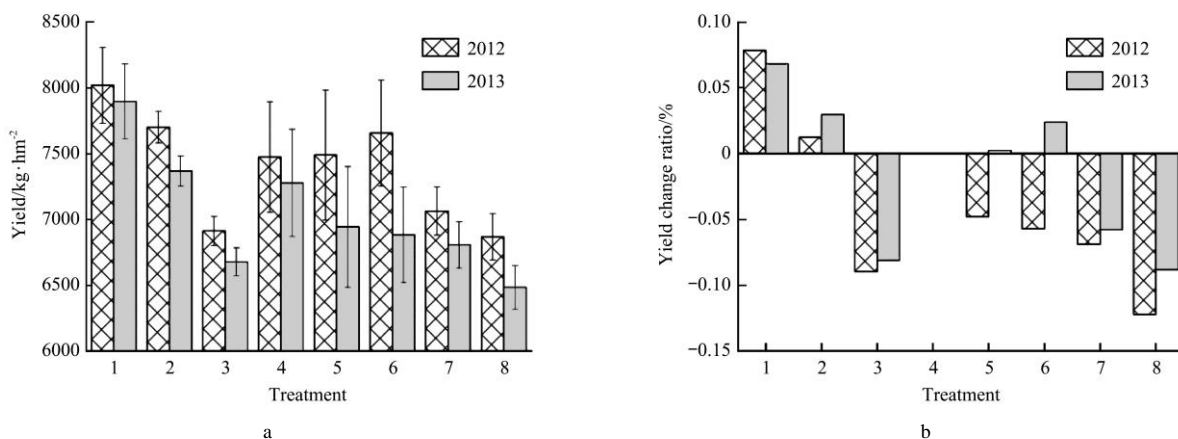 8500
8000
7500
7000
6500
6000
Yield/kg·hm⁻²
2012
2013
1 2 3 4 5 6 7 8
Treatment
a
0.10
0.05
0
−0.05
−0.10
−0.15
Yield change ratio/%
2012
2013
1 2 3 4 5 6 7 8
Treatment
b